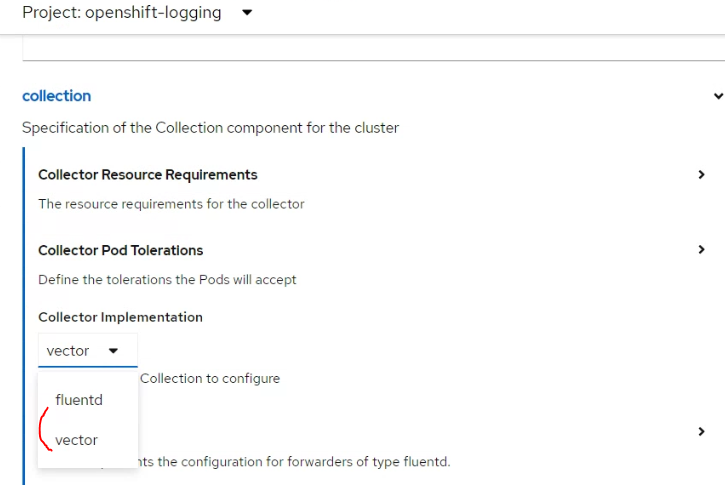 Project: openshift-logging
collection
Specification of the Collection component for the cluster
Collector Resource Requirements
The resource requirements for the collector
Collector Pod Tolerations
Define the tolerations the Pods will accept
Collector Implementation
vector
Collection to configure
fluentd
vector
the configuration for forwarders of type fluentd.